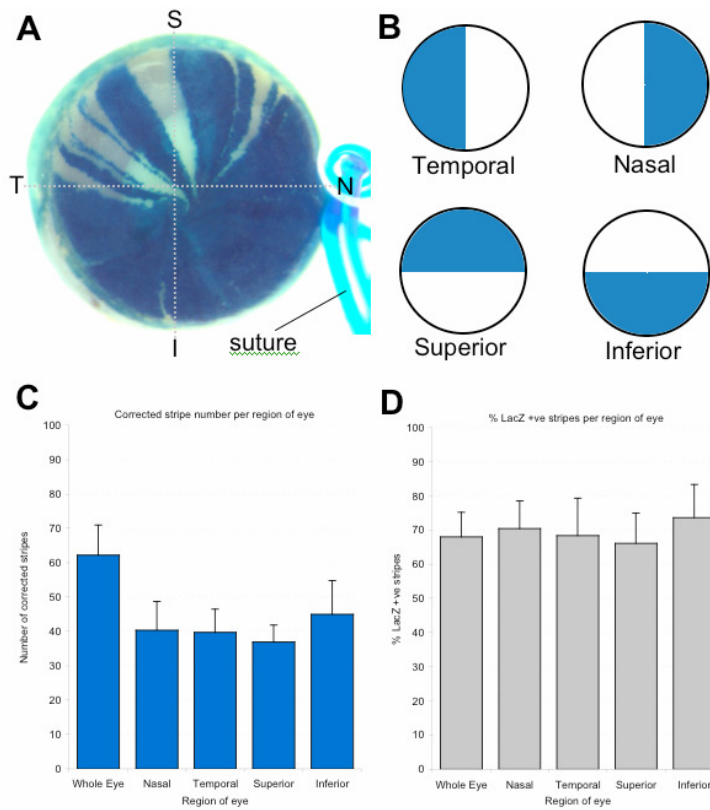 A
S
T
N
I
suture
B
Temporal
Nasal
Superior
Inferior
C
Corrected stripe number per region of eye
Number of corrected stripes
100
90
80
70
60
50
40
30
20
10
0
Whole Eye Nasal Temporal Superior Inferior
Region of eye
D
% LacZ +ve stripes per region of eye
% LacZ +ve stripes
100
90
80
70
60
50
40
30
20
10
0
Whole Eye Nasal Temporal Superior Inferior
Region of eye